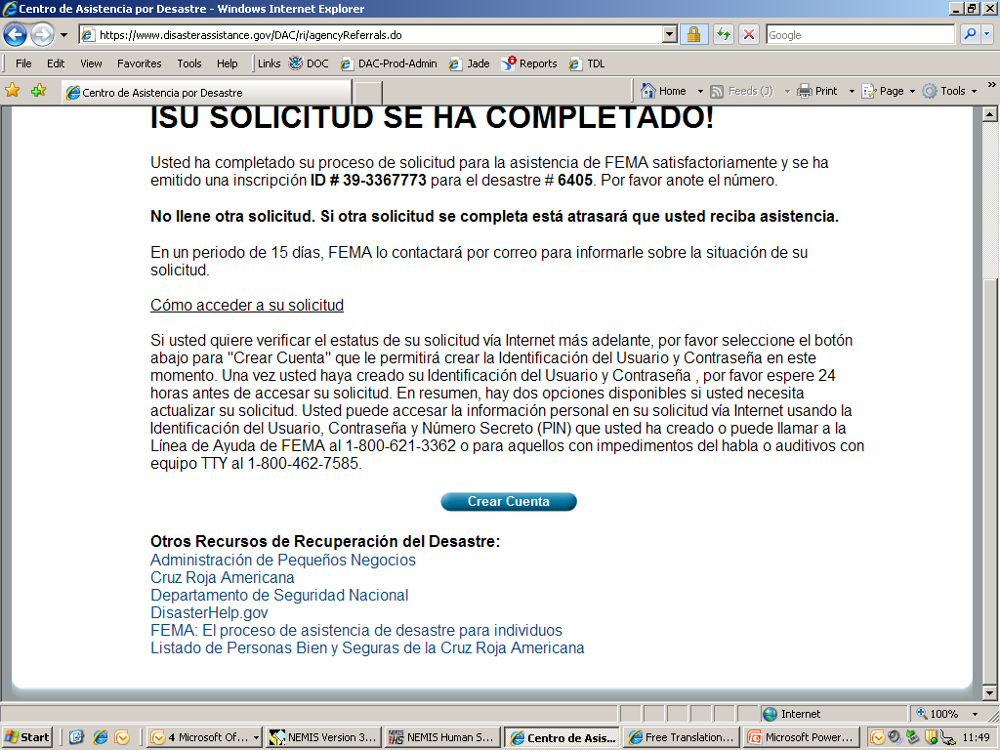 Centro de Asistencia por Desastre - Windows Internet Explorer
https://www.disasterassistance.gov/DAC/ri/agencyReferrals.do
Google
File Edit View Favorites Tools Help Links DOC DAC-Prod-Admin Jade Reports TDL
Centro de Asistencia por Desastre Home Feeds (J) Print Page Tools
¡SU SOLICITUD SE HA COMPLETADO!
Usted ha completado su proceso de solicitud para la asistencia de FEMA satisfactoriamente y se ha
emitido una inscripción ID # 39-3367773 para el desastre # 6405. Por favor anote el número.
No llene otra solicitud. Si otra solicitud se completa está atrasará que usted reciba asistencia.
En un periodo de 15 días, FEMA lo contactará por correo para informarle sobre la situación de su
solicitud.
Cómo acceder a su solicitud
Si usted quiere verificar el estatus de su solicitud vía Internet más adelante, por favor seleccione el botón
abajo para "Crear Cuenta" que le permitirá crear la Identificación del Usuario y Contraseña en este
momento. Una vez usted haya creado su Identificación del Usuario y Contraseña , por favor espere 24
horas antes de accesar su solicitud. En resumen, hay dos opciones disponibles si usted necesita
actualizar su solicitud. Usted puede accesar la información personal en su solicitud vía Internet usando la
Identificación del Usuario, Contraseña y Número Secreto (PIN) que usted ha creado o puede llamar a la
Línea de Ayuda de FEMA al 1-800-621-3362 o para aquellos con impedimentos del habla o auditivos con
equipo TTY al 1-800-462-7585.
Crear Cuenta
Otros Recursos de Recuperación del Desastre:
Administración de Pequeños Negocios
Cruz Roja Americana
Departamento de Seguridad Nacional
DisasterHelp.gov
FEMA: El proceso de asistencia de desastre para individuos
Listado de Personas Bien y Seguras de la Cruz Roja Americana
Internet 100%
Start 4 Microsoft Of... NEMIS Version 3... NEMIS Human S... Centro de Asis... Free Translation... Microsoft Power... 11:49